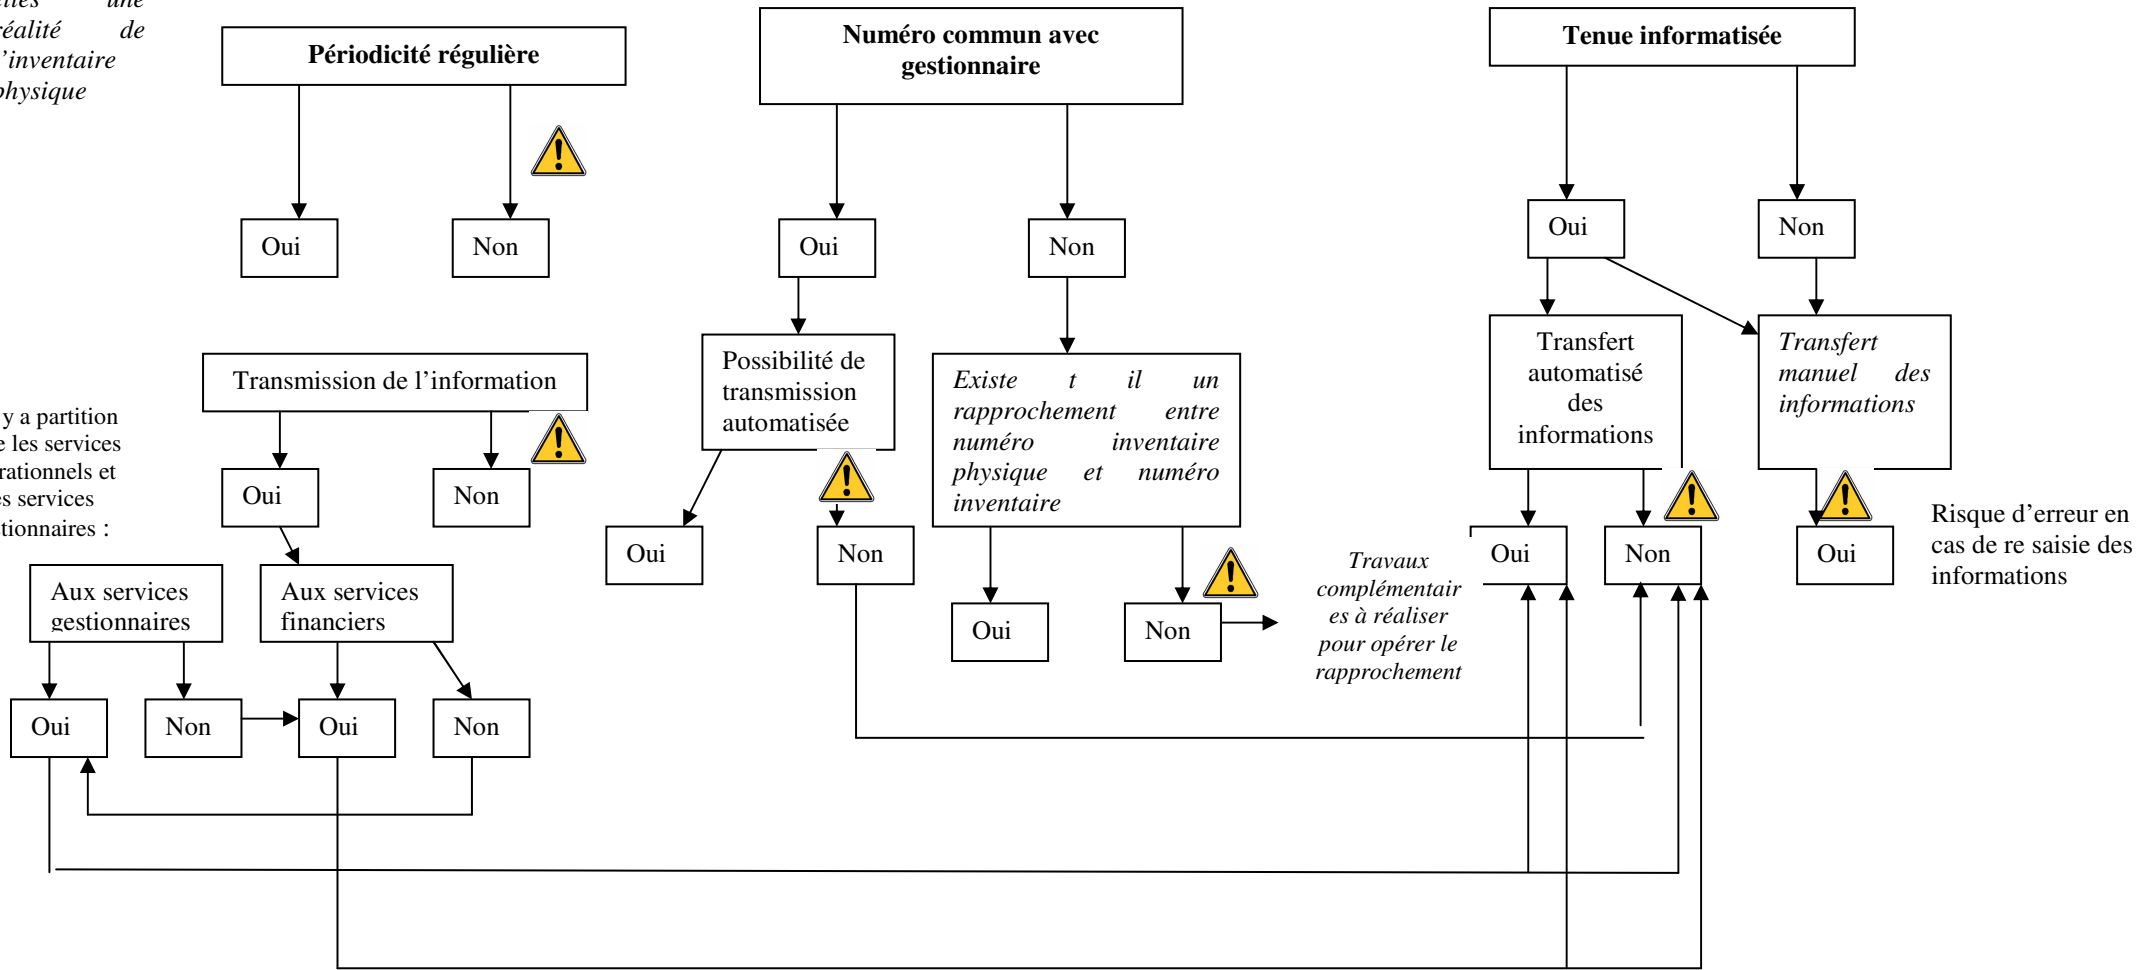 une
réalité de
l'inventaire
physique
Périodicité régulière
Oui
Non
Transmission de l'information
y a partition
les services
et
services
:
Oui
Non
Aux services
gestionnaires
Aux services
financiers
Oui
Non
Oui
Non
Numéro commun avec
gestionnaire
Oui
Non
Possibilité de
transmission
automatisée
Oui
Non
Existe t il un
rapprochement entre
numéro inventaire
physique et numéro
inventaire
Oui
Non
Travaux
complémentair
es à réaliser
pour opérer le
rapprochement
Tenue informatisée
Oui
Non
Transfert
automatisé
des
informations
Transfert
manuel des
informations
Oui
Non
Oui
Risque d'erreur en
cas de re saisie des
informations